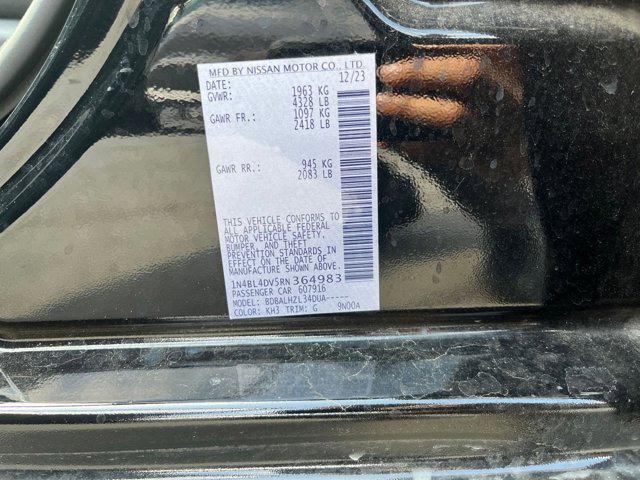 MFD BY NISSAN MOTOR CO., LTD.
DATE: 12/23
GVWR: 1963 KG
4328 LB
GAWR FR.: 1097 KG
2418 LB
GAWR RR.: 945 KG
2083 LB
THIS VEHICLE CONFORMS TO
ALL APPLICABLE FEDERAL
MOTOR VEHICLE SAFETY,
BUMPER, AND THEFT
PREVENTION STANDARDS IN
EFFECT ON THE DATE OF
MANUFACTURE SHOWN ABOVE.
1N4BL4DV5RN364983
PASSENGER CAR 607916
MODEL: BDBALHZL34DUA-----
COLOR: KH3 TRIM: G 9N00A